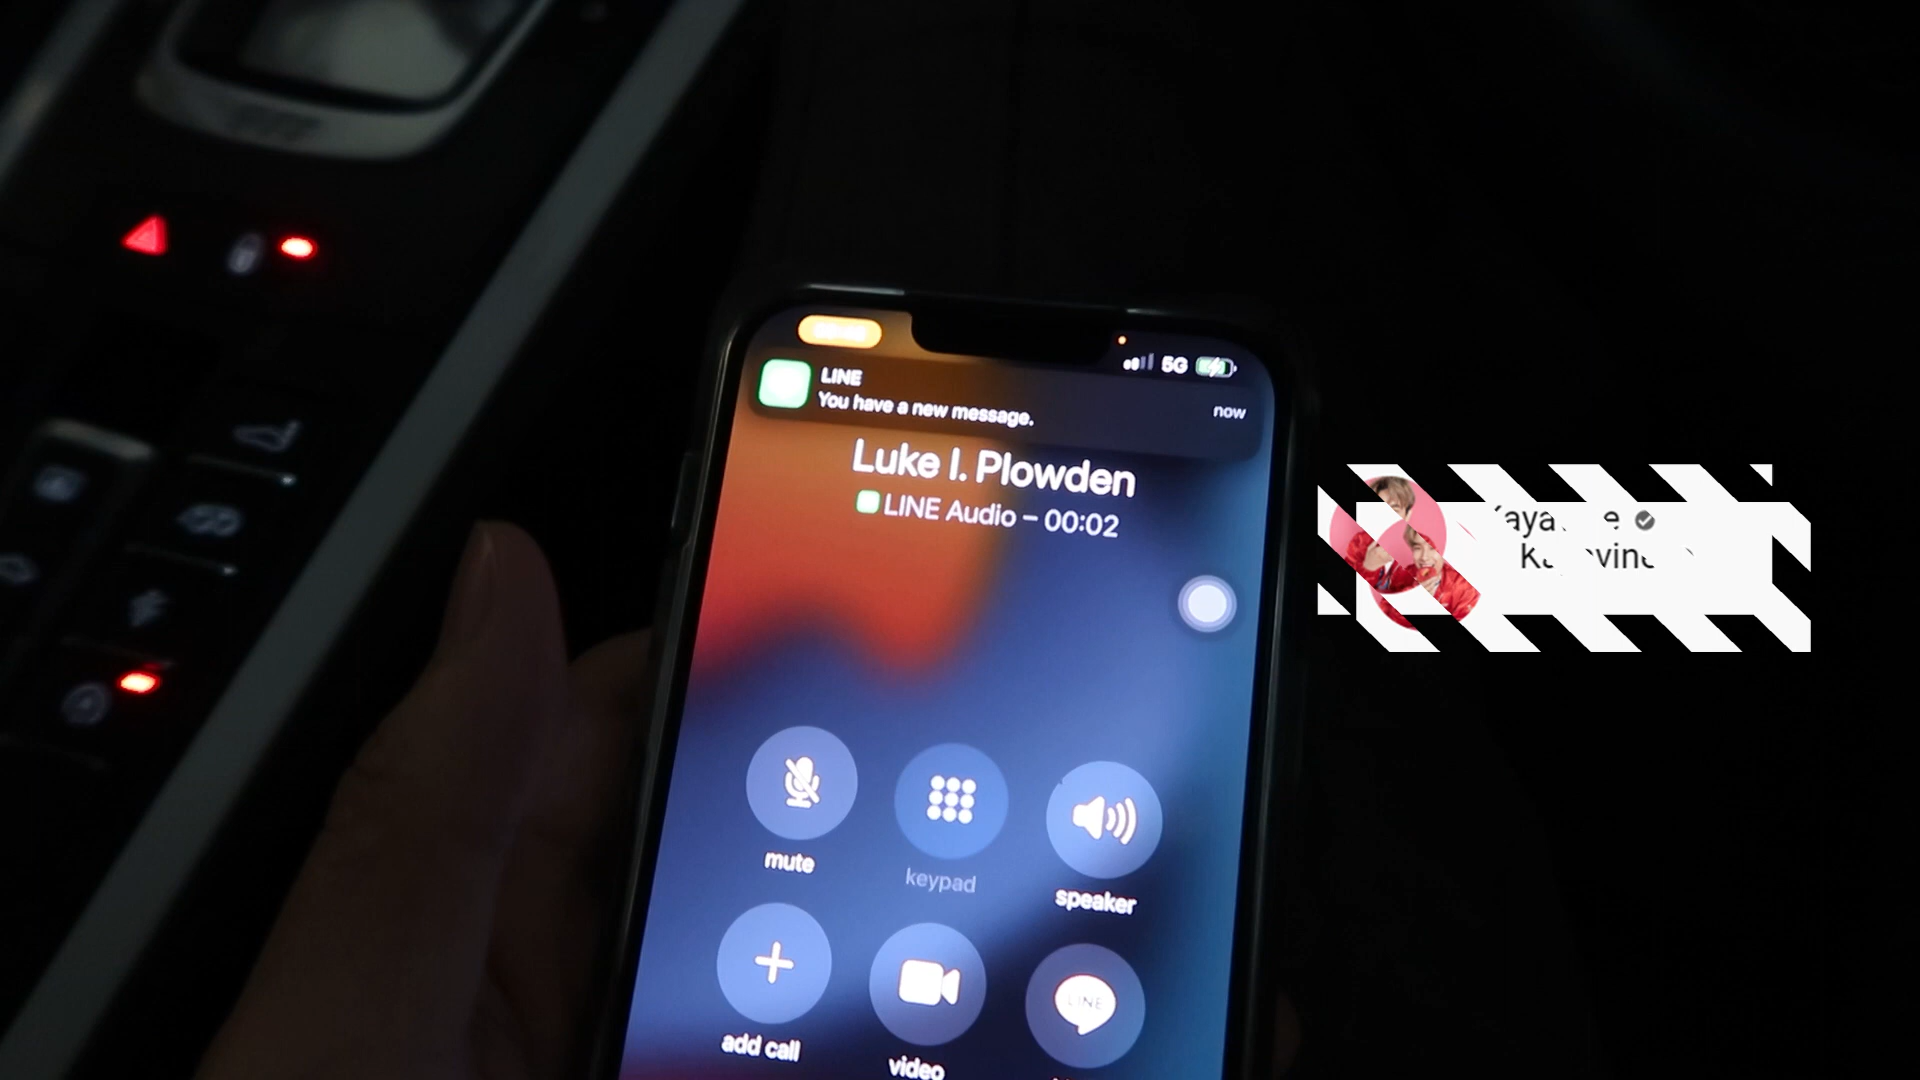 5G
LINE
You have a new message.
now
Luke I. Plowden
LINE Audio – 00:02
mute
keypad
speaker
LINE
add call
video